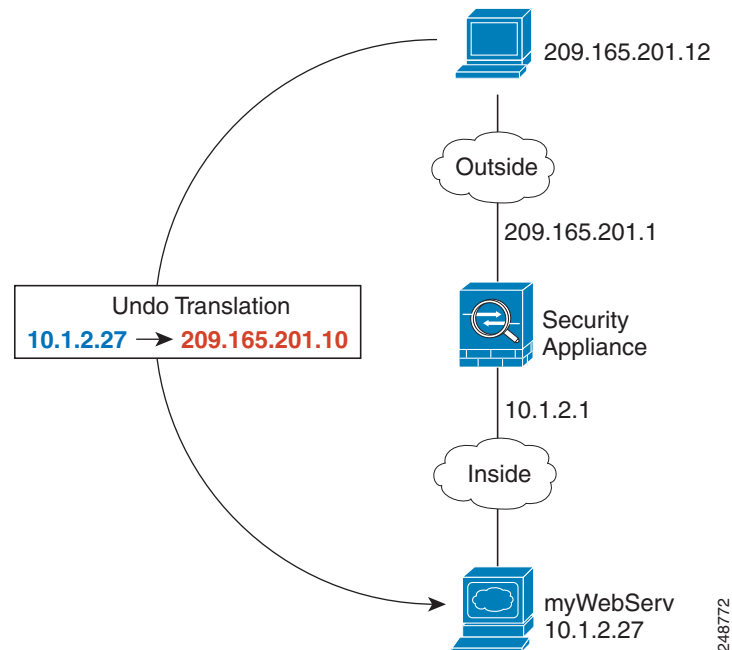 209.165.201.12
Outside
209.165.201.1
Undo Translation
10.1.2.27 → 209.165.201.10
Security
Appliance
10.1.2.1
Inside
myWebServ
10.1.2.27
248772